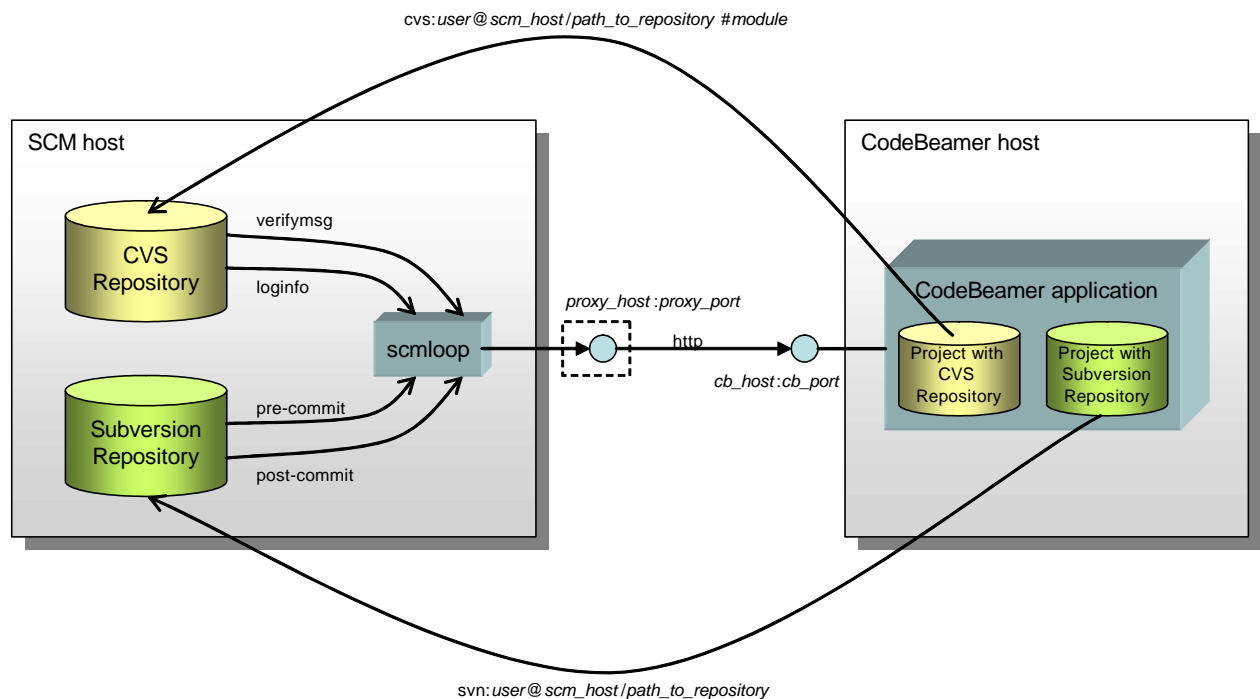 cvs:user@scm_host/path_to_repository #module
SCM host
CodeBeamer host
CVS
Repository
verifymsg
loginfo
scmloop
Subversion
Repository
pre-commit
post-commit
proxy_host:proxy_port
http
cb_host:cb_port
CodeBeamer application
Project with
CVS
Repository
Project with
Subversion
Repository
svn:user@scm_host/path_to_repository